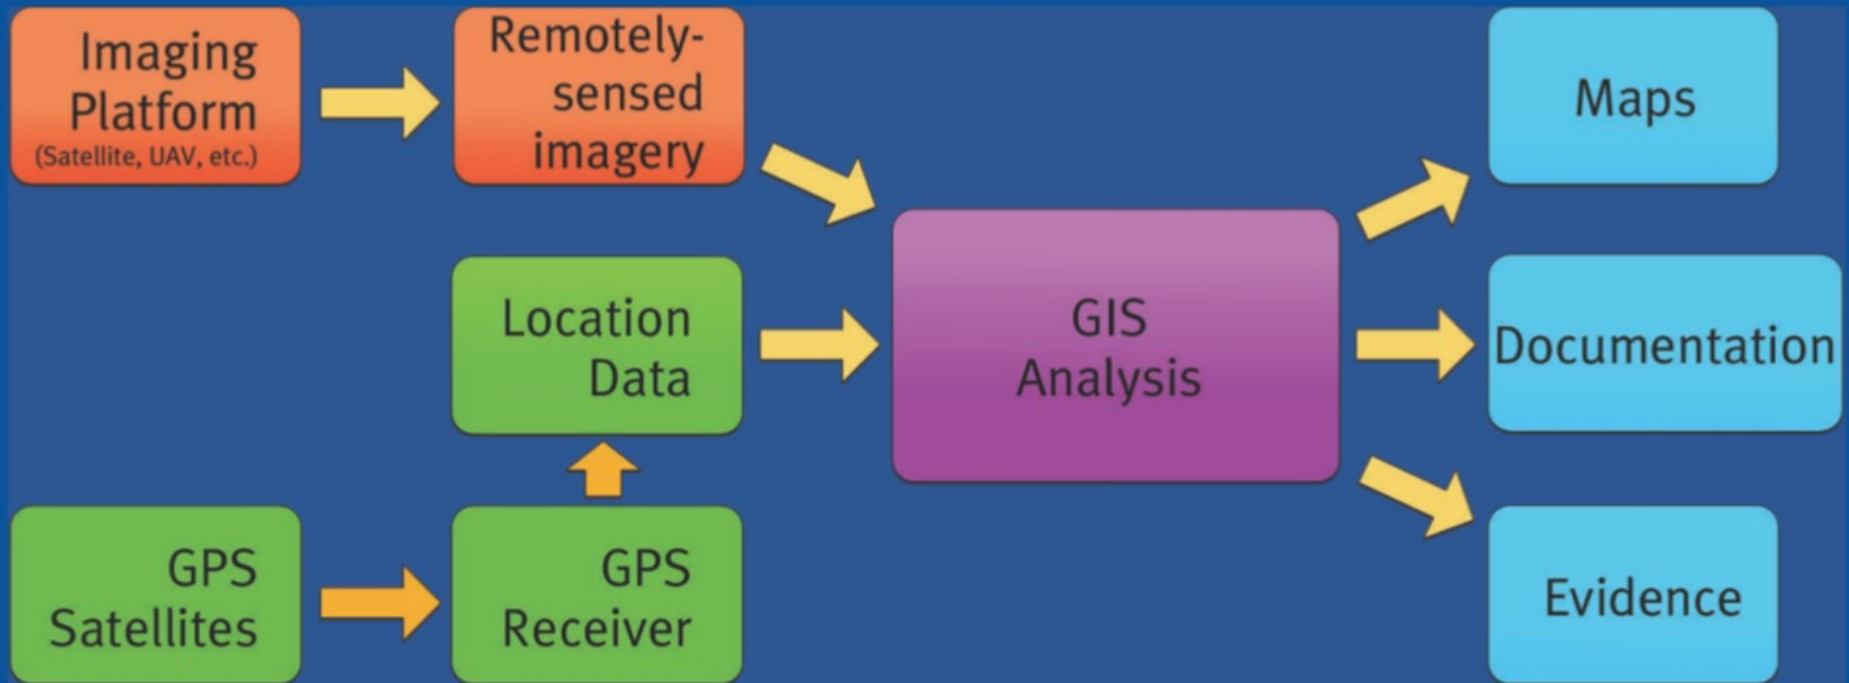 Imaging
Platform
(Satellite, UAV, etc.)
Remotely-
sensed
imagery
Maps
Location
Data
GIS
Analysis
Documentation
GPS
Satellites
GPS
Receiver
Evidence